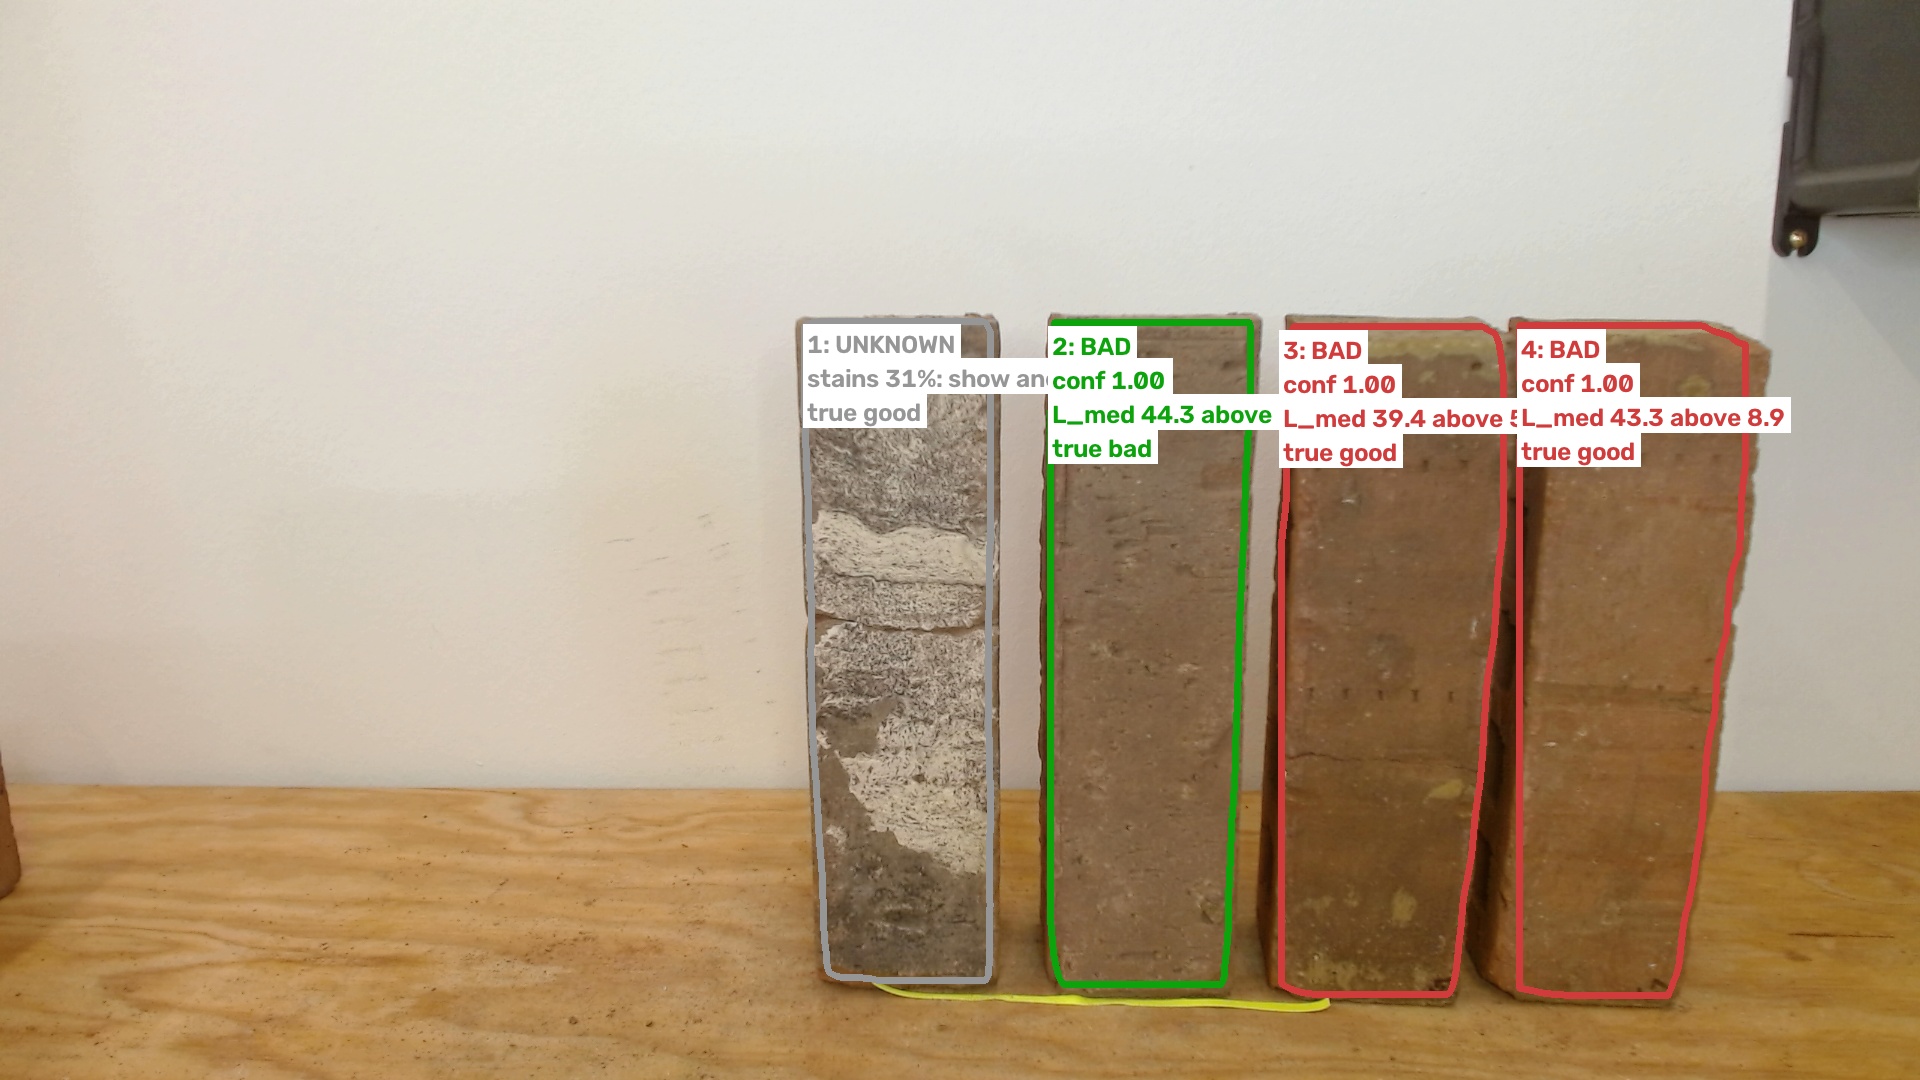 1: UNKNOWN
stains 31%: show
true good
2: BAD
conf 1.00
L_med 44.3 above
true bad
3: BAD
conf 1.00
L_med 39.4 above
true good
4: BAD
conf 1.00
L_med 43.3 above 8.9
true good